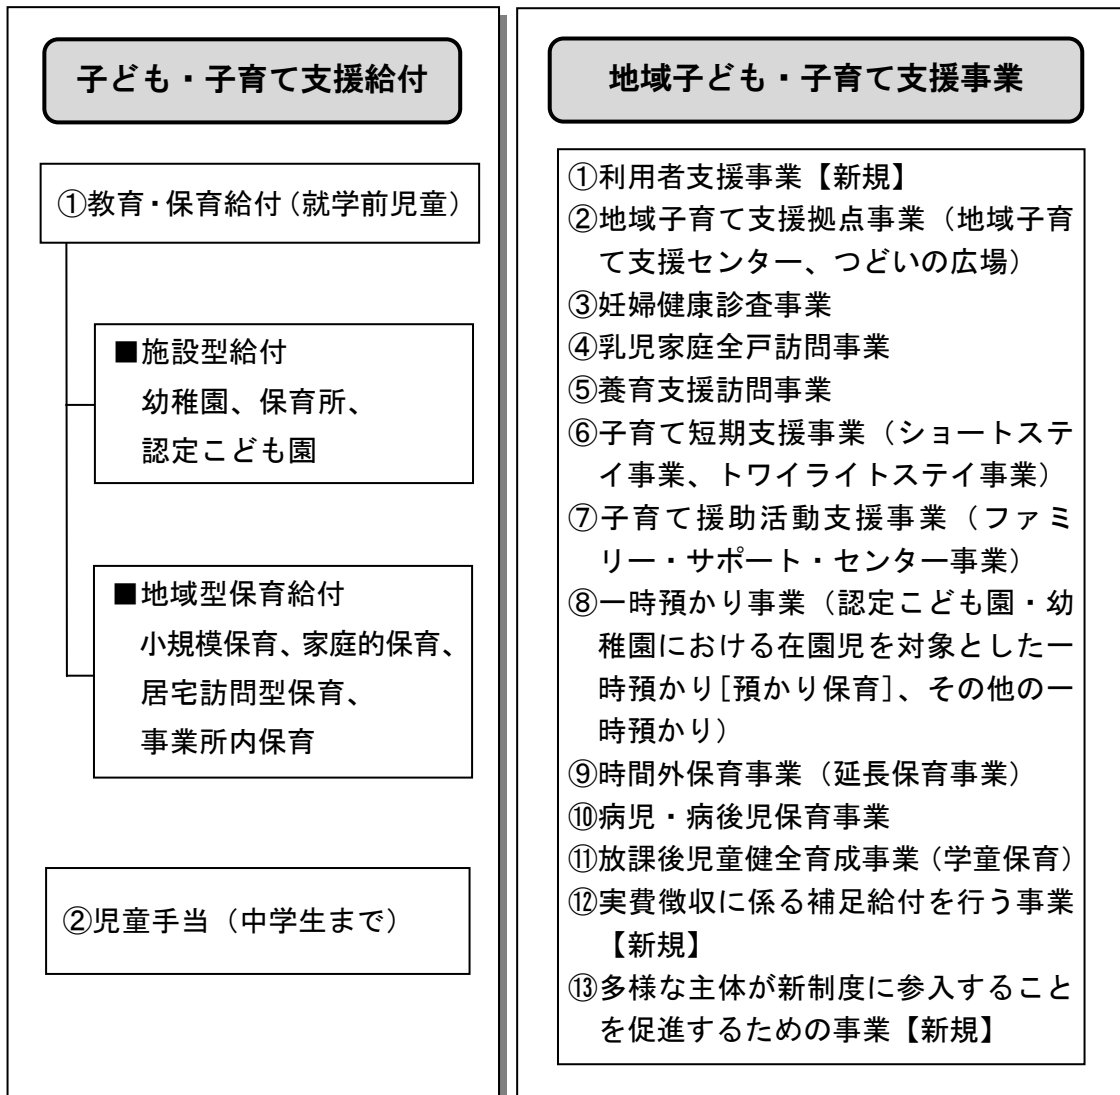 子ども・子育て支援給付
①教育・保育給付（就学前児童）
■施設型給付
幼稚園、保育所、
認定こども園
■地域型保育給付
小規模保育、家庭的保育、
居宅訪問型保育、
事業所内保育
②児童手当（中学生まで）
地域子ども・子育て支援事業
①利用者支援事業【新規】
②地域子育て支援拠点事業（地域子育
て支援センター、つどいの広場）
③妊婦健康診査事業
④乳児家庭全戸訪問事業
⑤養育支援訪問事業
⑥子育て短期支援事業（ショートステ
イ事業、トワイライトステイ事業）
⑦子育て援助活動支援事業（ファミ
リー・サポート・センター事業）
⑧一時預かり事業（認定こども園・幼
稚園における在園児を対象とした一
時預かり[預かり保育]、その他の一
時預かり）
⑨時間外保育事業（延長保育事業）
⑩病児・病後児保育事業
⑪放課後児童健全育成事業（学童保育）
⑫実費徴収に係る補足給付を行う事業
【新規】
⑬多様な主体が新制度に参入すること
を促進するための事業【新規】